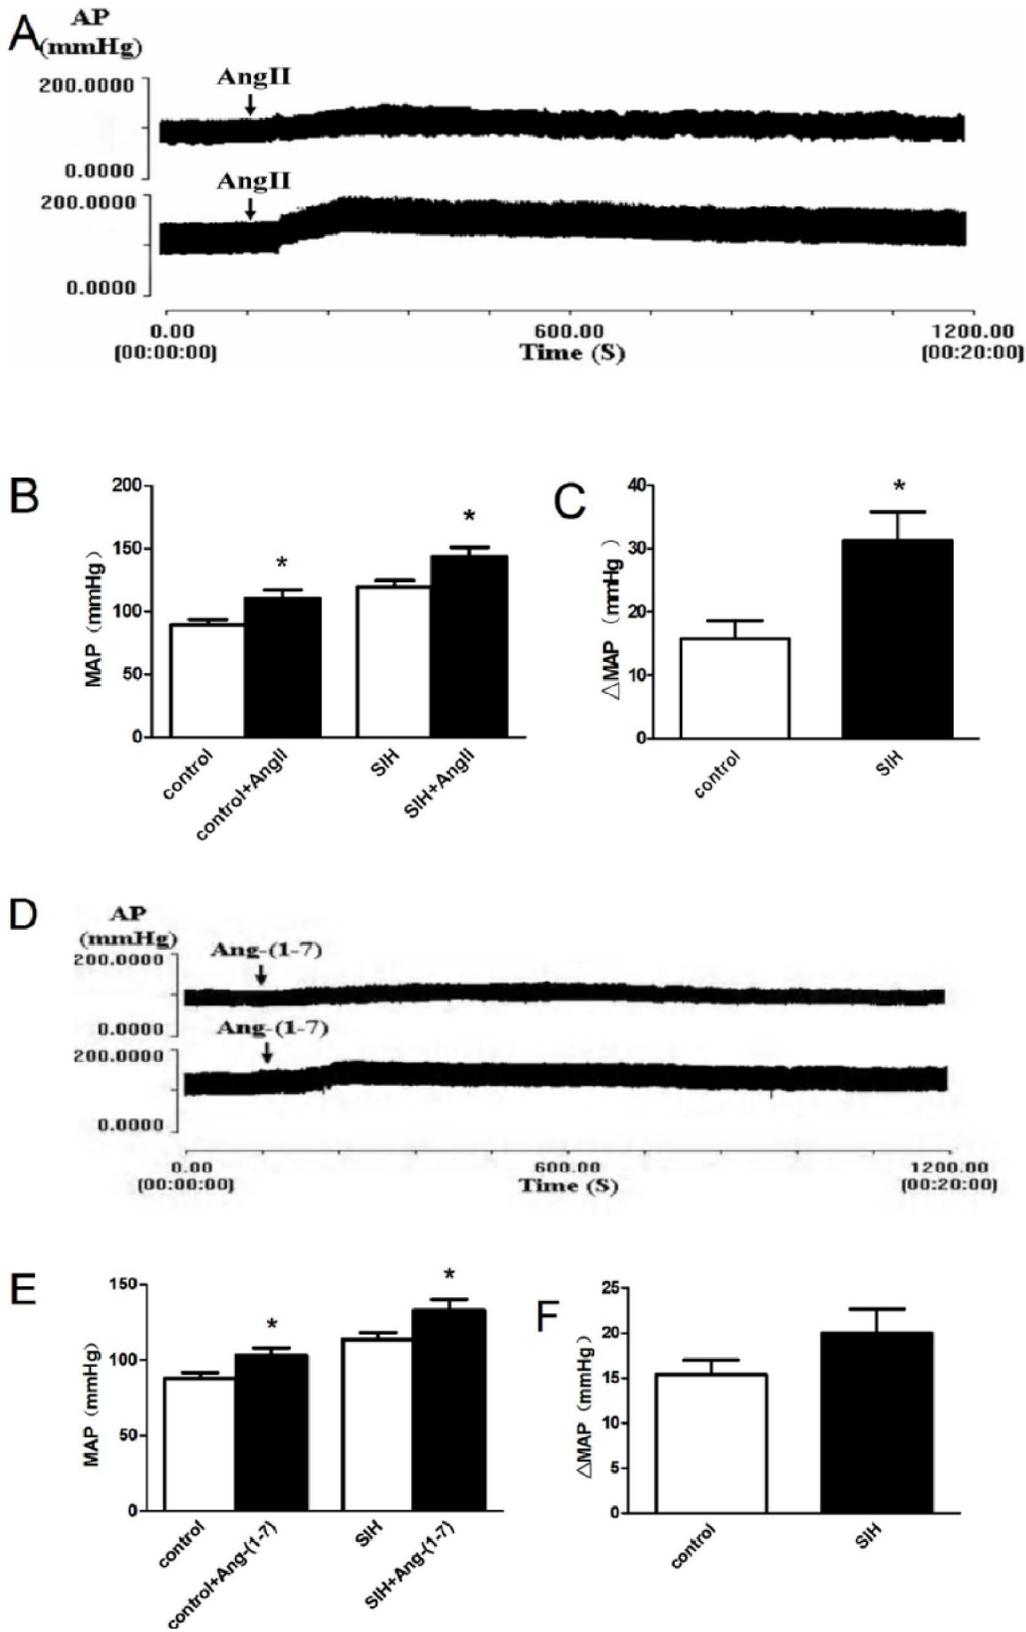 A
AP
(mmHg)
200.0000
AngII
0.0000
AngII
200.0000
0.0000
0.00
600.00
1200.00
(00:00:00)
Time (S)
(00:20:00)
B
200
150
100
50
0
MAP (mmHg)
*
*
control
control+AngII
SIH
SIH+AngII
C
40
30
20
10
0
△MAP (mmHg)
*
control
SIH
D
AP
(mmHg)
200.0000
Ang-(1-7)
0.0000
Ang-(1-7)
200.0000
0.0000
0.00
600.00
1200.00
(00:00:00)
Time (S)
(00:20:00)
E
150
100
50
0
MAP (mmHg)
*
*
control
control+Ang-(1-7)
SIH
SIH+Ang-(1-7)
F
25
20
15
10
5
0
△MAP (mmHg)
control
SIH